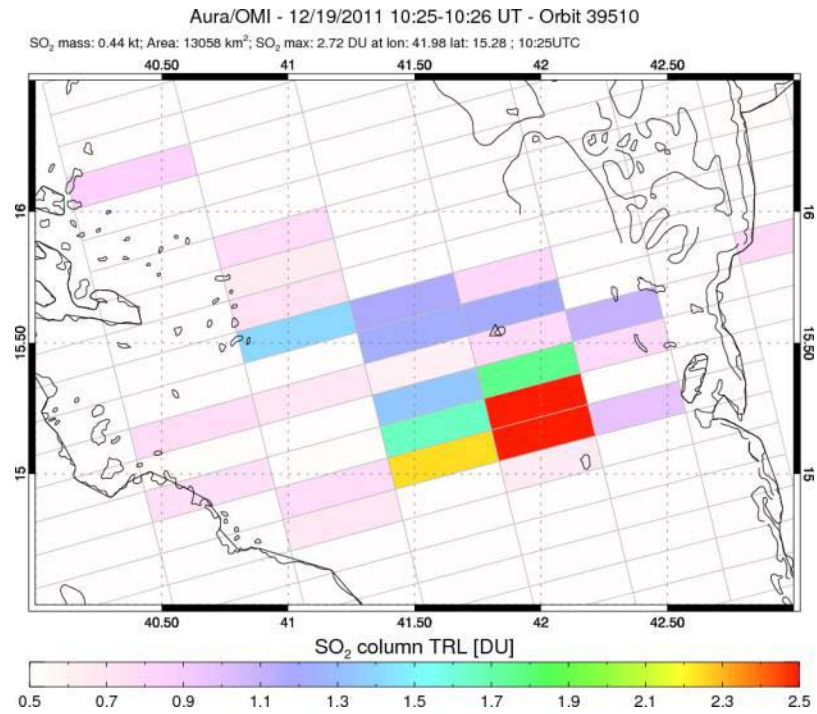 Aura/OMI - 12/19/2011 10:25-10:26 UT - Orbit 39510
SO₂ mass: 0.44 kt; Area: 13058 km²; SO₂ max: 2.72 DU at lon: 41.98 lat: 15.28 ; 10:25UTC
40.50 41 41.50 42 42.50
16 16
15.50 15.50
15 15
40.50 41 41.50 42 42.50
SO₂ column TRL [DU]
0.5 0.7 0.9 1.1 1.3 1.5 1.7 1.9 2.1 2.3 2.5